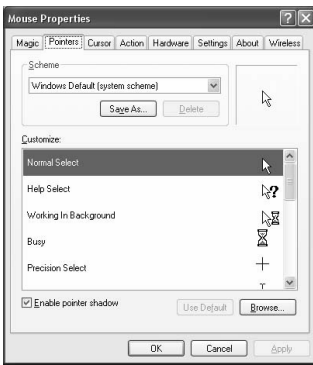 Mouse Properties
Magic Pointers Cursor Action Hardware Settings About Wireless
Scheme
Windows Default (system scheme)
Save As... Delete
Customize:
Normal Select
Help Select
Working In Background
Busy
Precision Select
Enable pointer shadow
Use Default Browse...
OK Cancel Apply